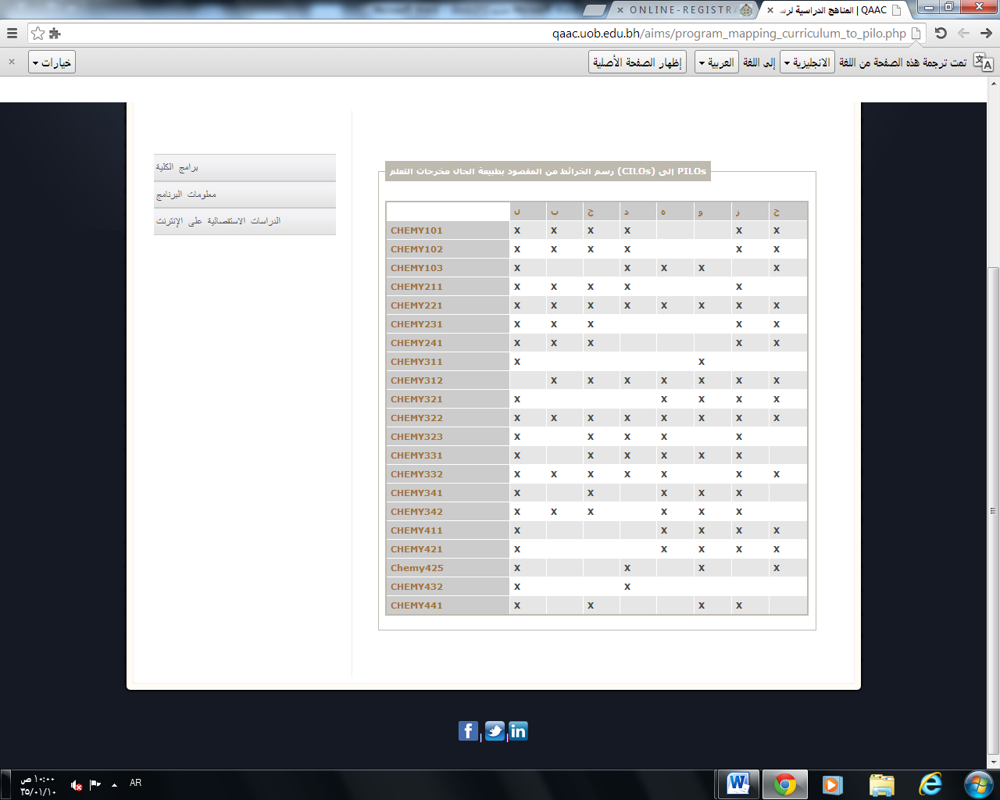 QAAC | المناهج الدراسية لرس
ONLINE-REGISTRA
qaac.uob.edu.bh/aims/program_mapping_curriculum_to_pilo.php
تمت ترجمة هذه الصفحة من اللغة الانجليزية إلى اللغة العربية إظهار الصفحة الأصلية خيارات
برامج الكلية
معلومات البرنامج
الدراسات الاستقصائية على الإنترنت
رسم الخرائط من المقصود بطبيعة الحال مخرجات التعلم (CILOs) إلى PILOs
ل ب ج د ه و ز ح
CHEMY101 X X X X X X
CHEMY102 X X X X X X
CHEMY103 X X X X X
CHEMY211 X X X X X
CHEMY221 X X X X X X X X
CHEMY231 X X X X X
CHEMY241 X X X X X
CHEMY311 X X
CHEMY312 X X X X X X X
CHEMY321 X X X X X
CHEMY322 X X X X X X X X
CHEMY323 X X X X X
CHEMY331 X X X X X X
CHEMY332 X X X X X X X
CHEMY341 X X X X X
CHEMY342 X X X X X X
CHEMY411 X X X X X
CHEMY421 X X X X X
Chemy425 X X X X
CHEMY432 X X
CHEMY441 X X X X
AR
١٠:٠٠ ص
٣٥/٠١/١٠